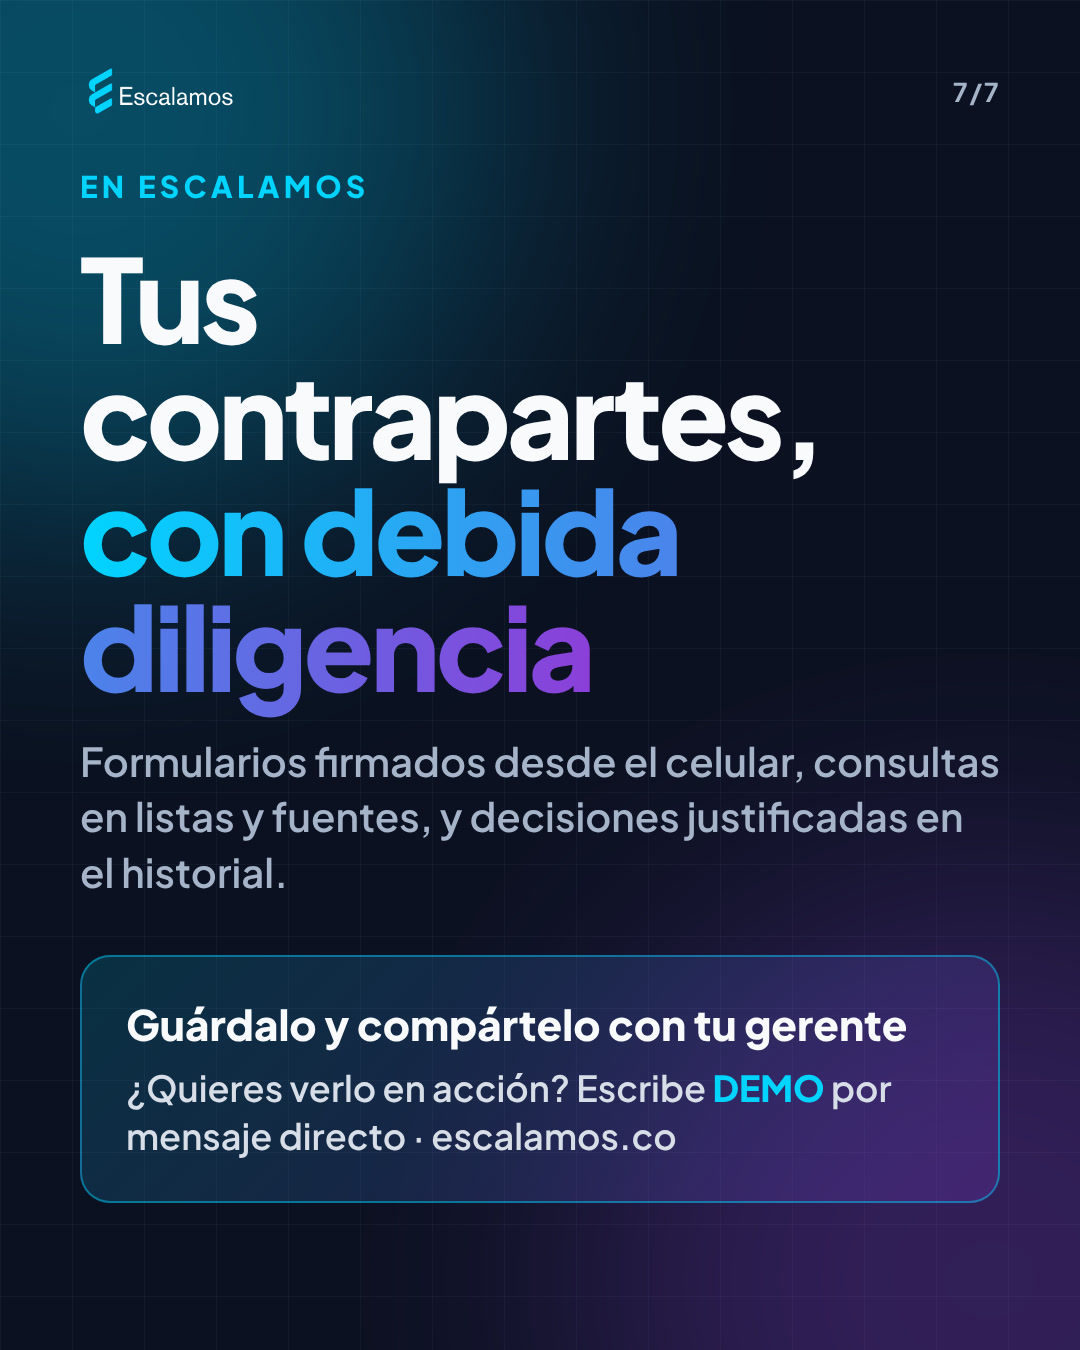 Escalamos
7/7
EN ESCALAMOS
Tus
contrapartes,
con debida
diligencia
Formularios firmados desde el celular, consultas
en listas y fuentes, y decisiones justificadas en
el historial.
Guárdalo y compártelo con tu gerente
¿Quieres verlo en acción? Escribe DEMO por
mensaje directo · escalamos.co